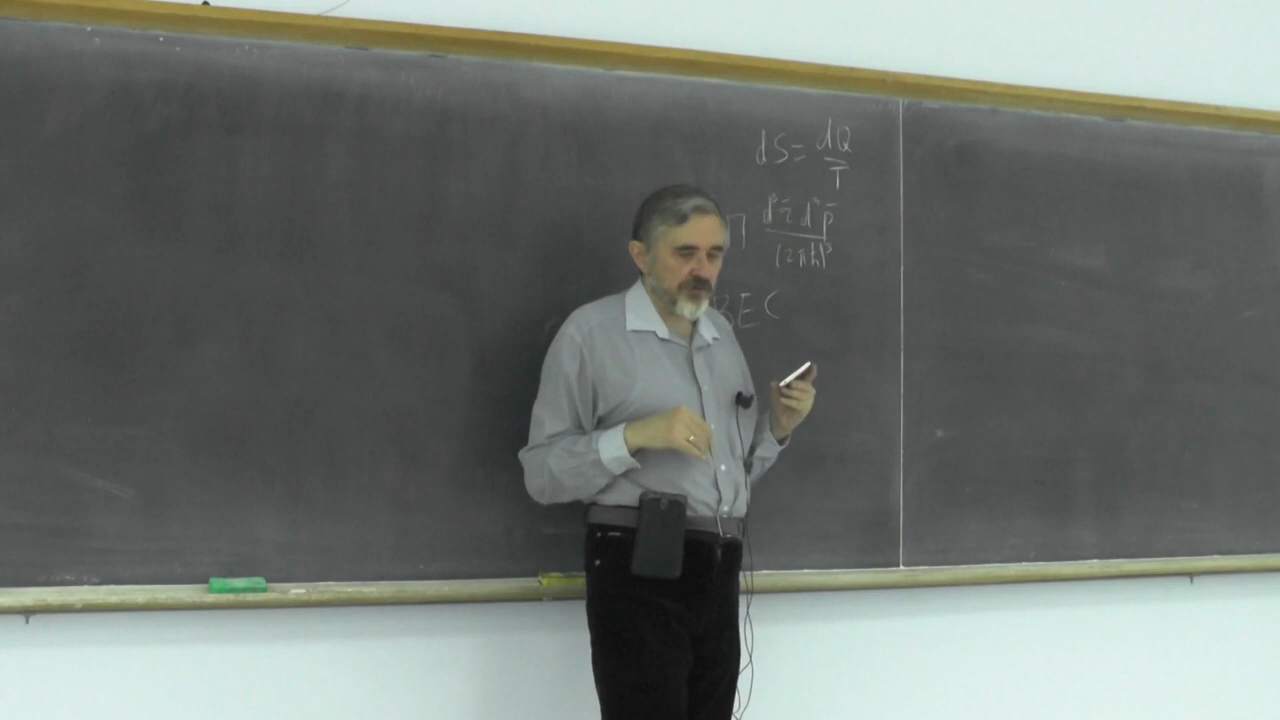 dS = dQ/T
Π d³r̄ d³p̄/(2πħ)³
BEC